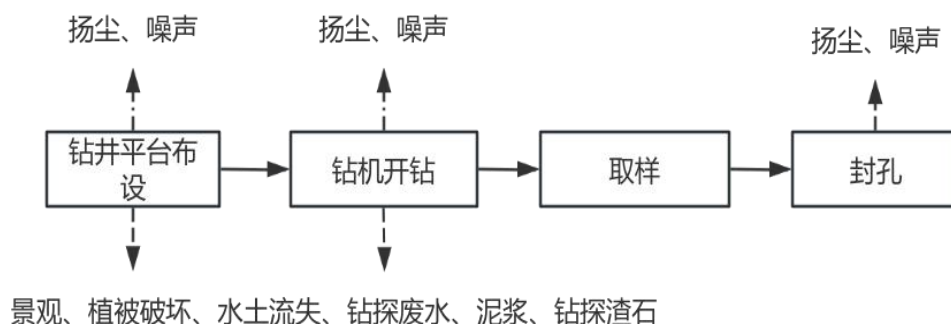 扬尘、噪声
扬尘、噪声
扬尘、噪声
钻井平台布
设
钻机开钻
取样
封孔
景观、植被破坏、水土流失、钻探废水、泥浆、钻探渣石